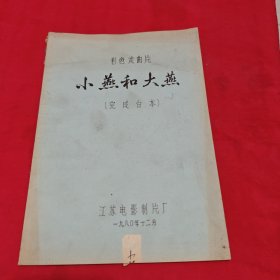 彩色戏曲片
小燕和大燕
（完成台本）
江苏电影制片厂
一九八〇年十二月